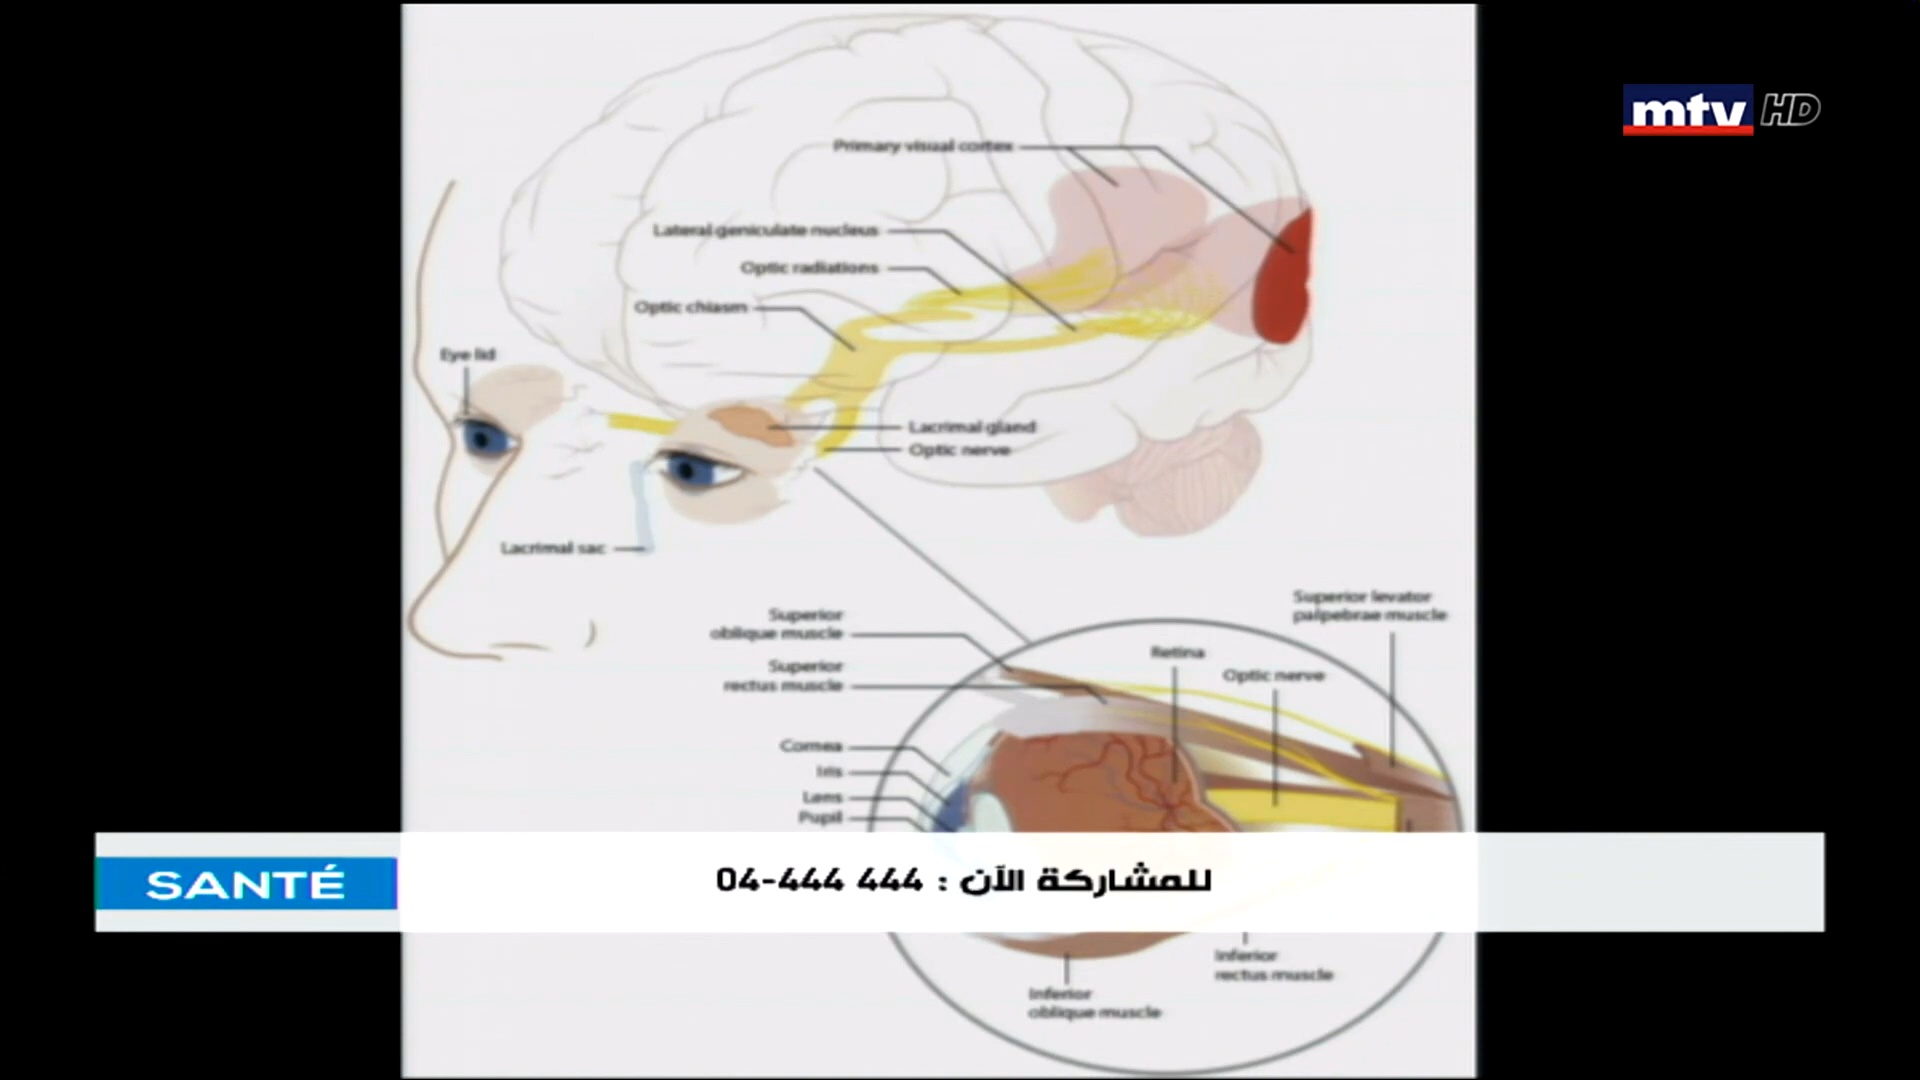 mtv HD
Primary visual cortex
Lateral geniculate nucleus
Optic radiations
Optic chiasm
Eye lid
Lacrimal gland
Optic nerve
Lacrimal sac
Superior levator
palpebrae muscle
Superior
oblique muscle
Retina
Superior
rectus muscle
Optic nerve
Cornea
Iris
Lens
Pupil
SANTÉ
للمشاركة الآن : 444 444-04
Inferior
rectus muscle
Inferior
oblique muscle